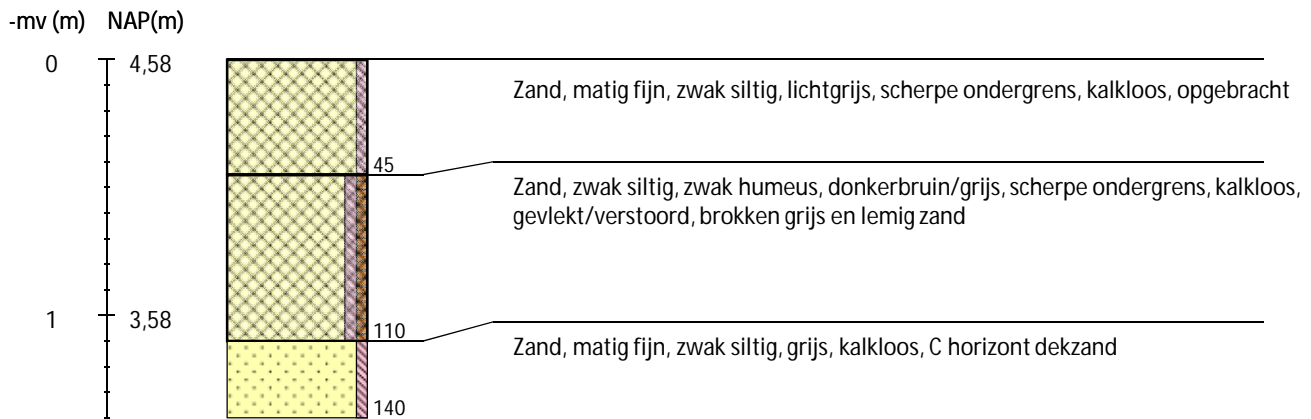 -mv (m) NAP(m)
0 4,58
Zand, matig fijn, zwak siltig, lichtgrijs, scherpe ondergrens, kalkloos, opgebracht
45
Zand, zwak siltig, zwak humeus, donkerbruin/grijs, scherpe ondergrens, kalkloos,
gevlekt/verstoord, brokken grijs en lemig zand
1 3,58
110
Zand, matig fijn, zwak siltig, grijs, kalkloos, C horizont dekzand
140